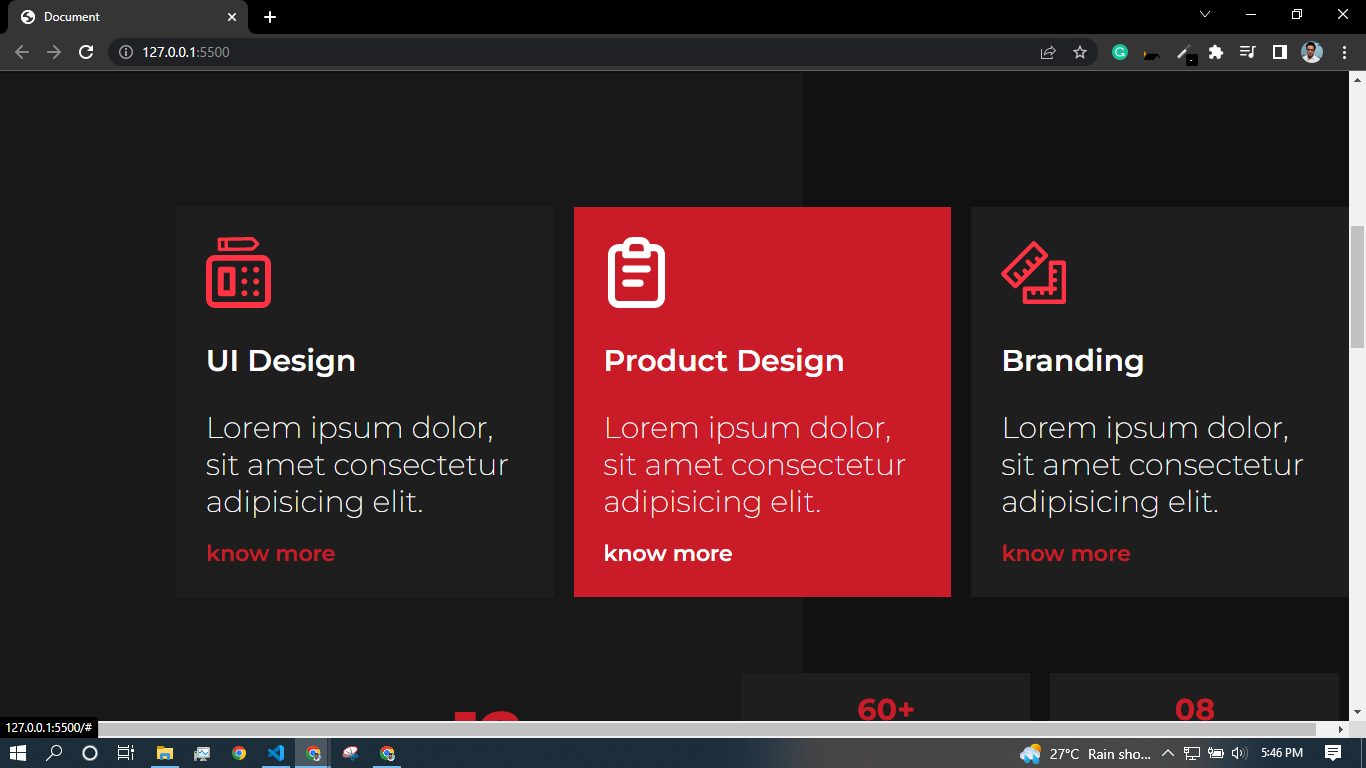 Document
127.0.0.1:5500
UI Design
Lorem ipsum dolor,
sit amet consectetur
adipisicing elit.
know more
Product Design
Lorem ipsum dolor,
sit amet consectetur
adipisicing elit.
know more
Branding
Lorem ipsum dolor,
sit amet consectetur
adipisicing elit.
know more
60+
08
127.0.0.1:5500/#
27°C Rain sho...
5:46 PM